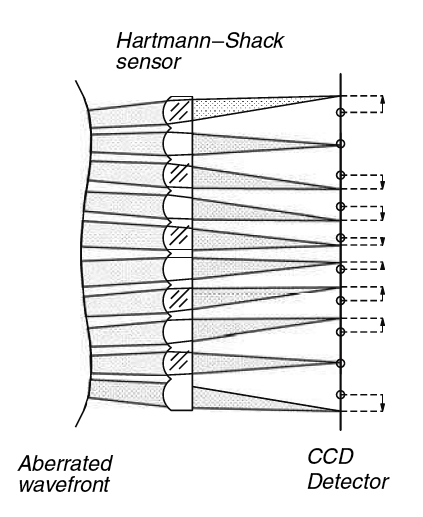 Hartmann–Shack
sensor
Aberrated
wavefront
CCD
Detector